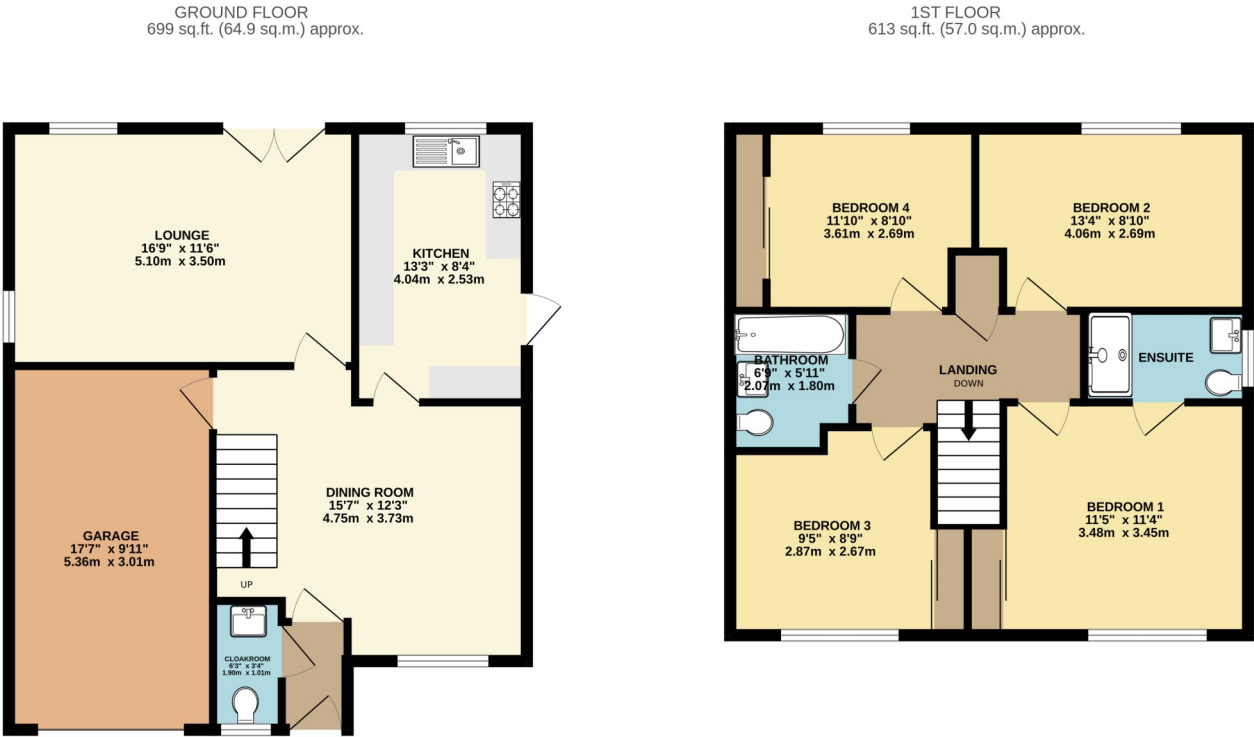 GROUND FLOOR
699 sq.ft. (64.9 sq.m.) approx.
1ST FLOOR
613 sq.ft. (57.0 sq.m.) approx.
LOUNGE
16'9" x 11'6"
5.10m x 3.50m
KITCHEN
13'3" x 8'4"
4.04m x 2.53m
DINING ROOM
15'7" x 12'3"
4.75m x 3.73m
GARAGE
17'7" x 9'11"
5.36m x 3.01m
UP
CLOAKROOM
6'3" x 3'4"
1.90m x 1.01m
BEDROOM 4
11'10" x 8'10"
3.61m x 2.69m
BEDROOM 2
13'4" x 8'10"
4.06m x 2.69m
BATHROOM
6'9" x 5'11"
2.07m x 1.80m
LANDING
DOWN
ENSUITE
BEDROOM 3
9'5" x 8'9"
2.87m x 2.67m
BEDROOM 1
11'5" x 11'4"
3.48m x 3.45m